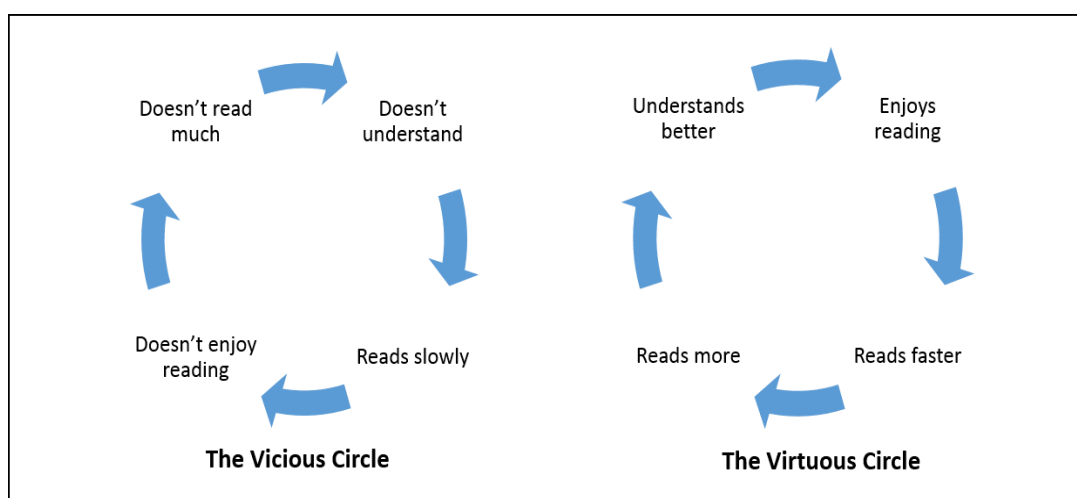 Doesn’t read
much
Doesn’t
understand
Reads slowly
Doesn’t enjoy
reading
The Vicious Circle
Understands
better
Enjoys
reading
Reads faster
Reads more
The Virtuous Circle